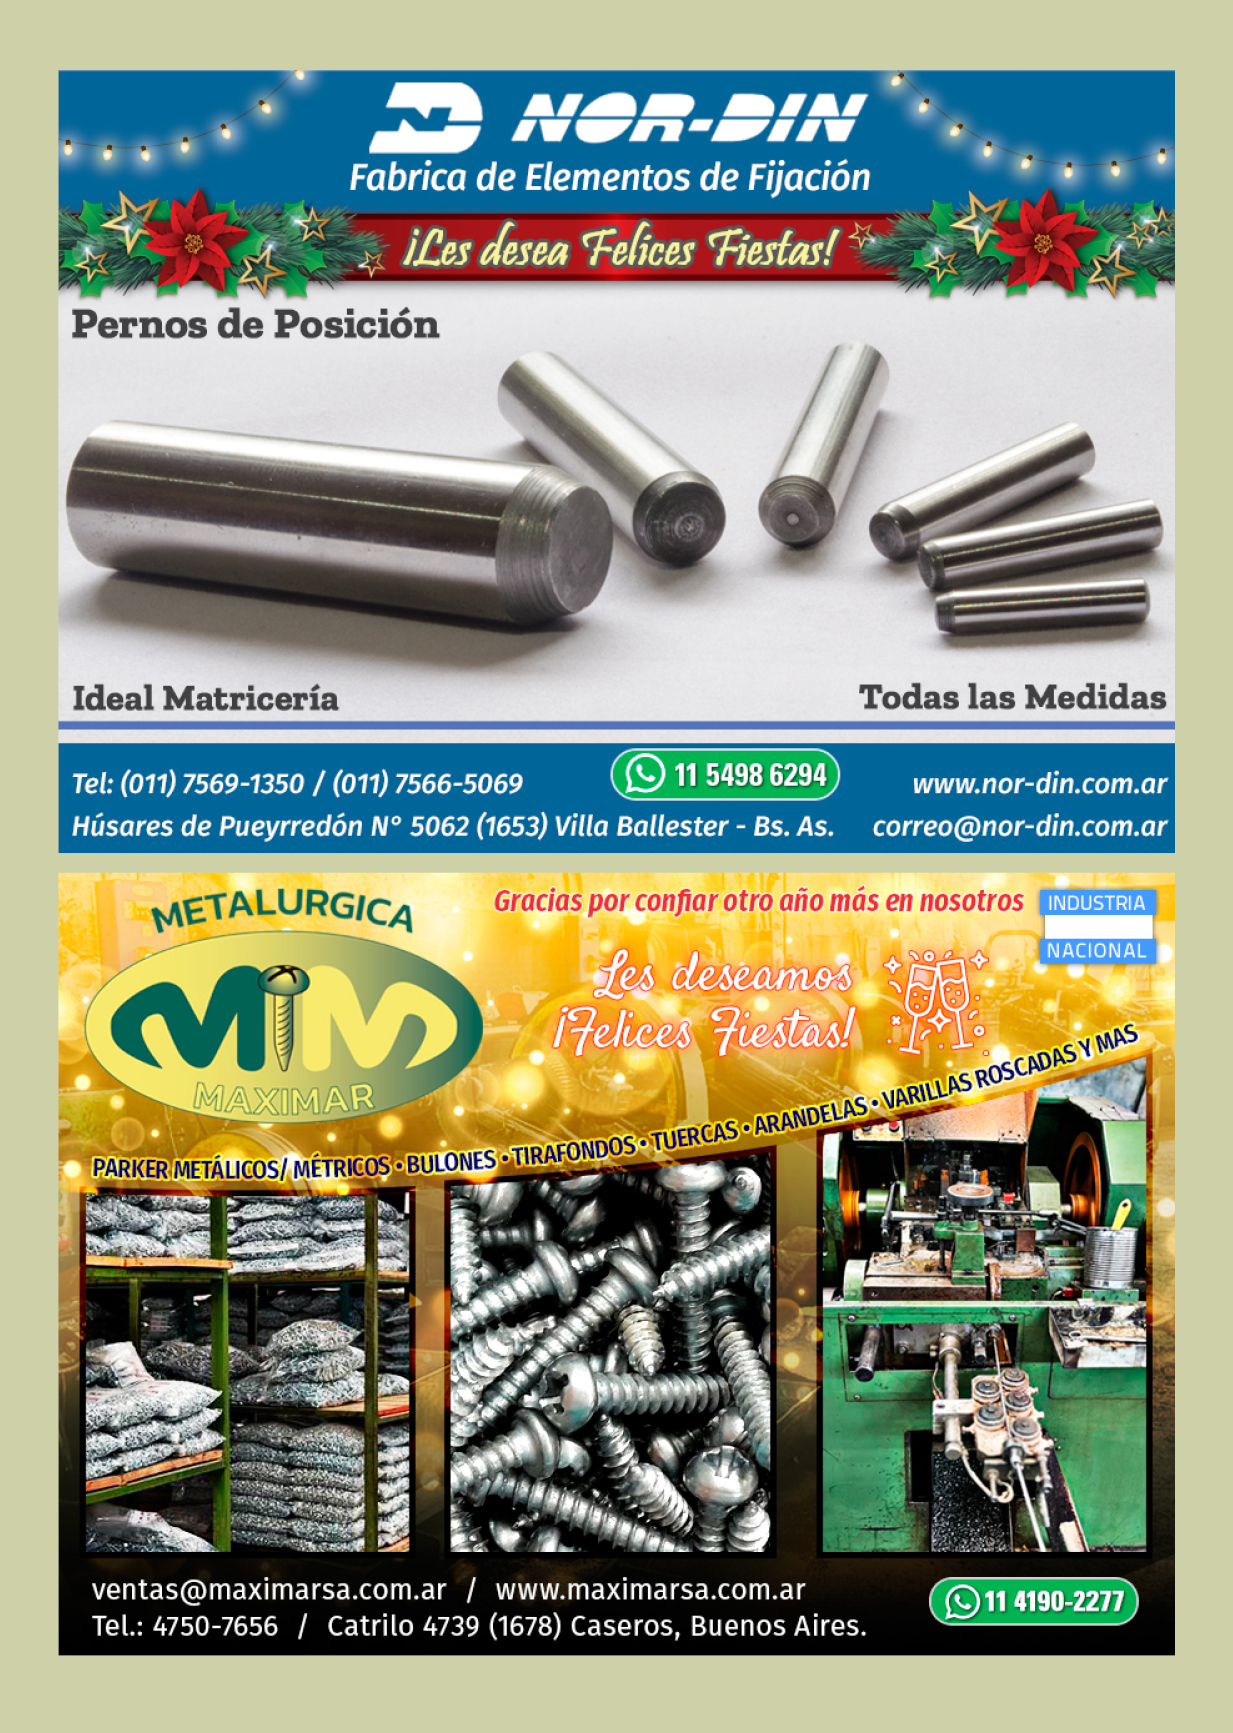 NOR-DIN
Fabrica de Elementos de Fijación
¡Les desea Felices Fiestas!
Pernos de Posición
Ideal Matricería
Todas las Medidas
Tel: (011) 7569-1350 / (011) 7566-5069
11 5498 6294
www.nor-din.com.ar
Húsares de Pueyrredón N° 5062 (1653) Villa Ballester - Bs. As.
correo@nor-din.com.ar
METALURGICA
MM
MAXIMAR
Gracias por confiar otro año más en nosotros
INDUSTRIA
NACIONAL
Les deseamos
¡Felices Fiestas!
PARKER METÁLICOS/ MÉTRICOS • BULONES • TIRAFONDOS • TUERCAS • ARANDELAS • VARILLAS ROSCADAS Y MAS
ventas@maximarsa.com.ar / www.maximarsa.com.ar
Tel.: 4750-7656 / Catrilo 4739 (1678) Caseros, Buenos Aires.
11 4190-2277